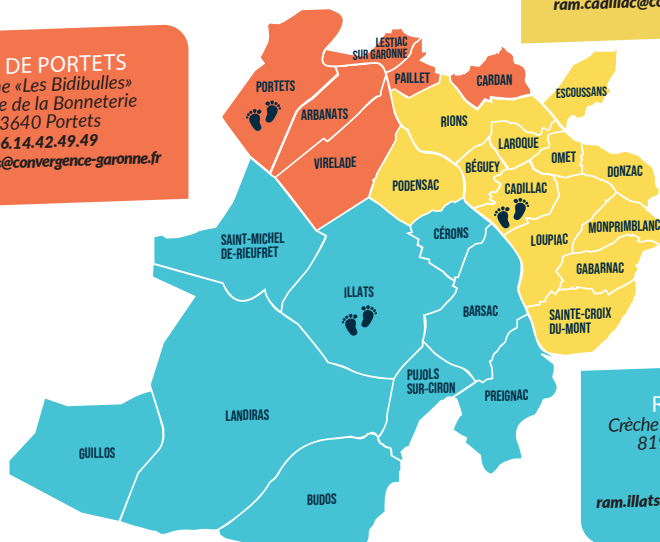 ram.cadillac@co
DE PORTETS
e «Les Bidibulles»
e de la Bonneterie
3640 Portets
6.14.42.49.49
s@convergence-garonne.fr
LESTIAC
SUR GARONNE
PAILLET
CARDAN
PORTETS
ESCOUSSANS
ARBANATS
RIONS
LAROQUE
VIRELADE
BÉGUEY
OMET
DONZAC
PODENSAC
CADILLAC
MONPRIMBLANC
CÉRONS
LOUPIAC
SAINT-MICHEL
DE-RIEUFRET
GABARNAC
ILLATS
BARSAC
SAINTE-CROIX
DU-MONT
PUJOLS
SUR-CIRON
PREIGNAC
LANDIRAS
GUILLOS
BUDOS
Crèche
819
ram.illats